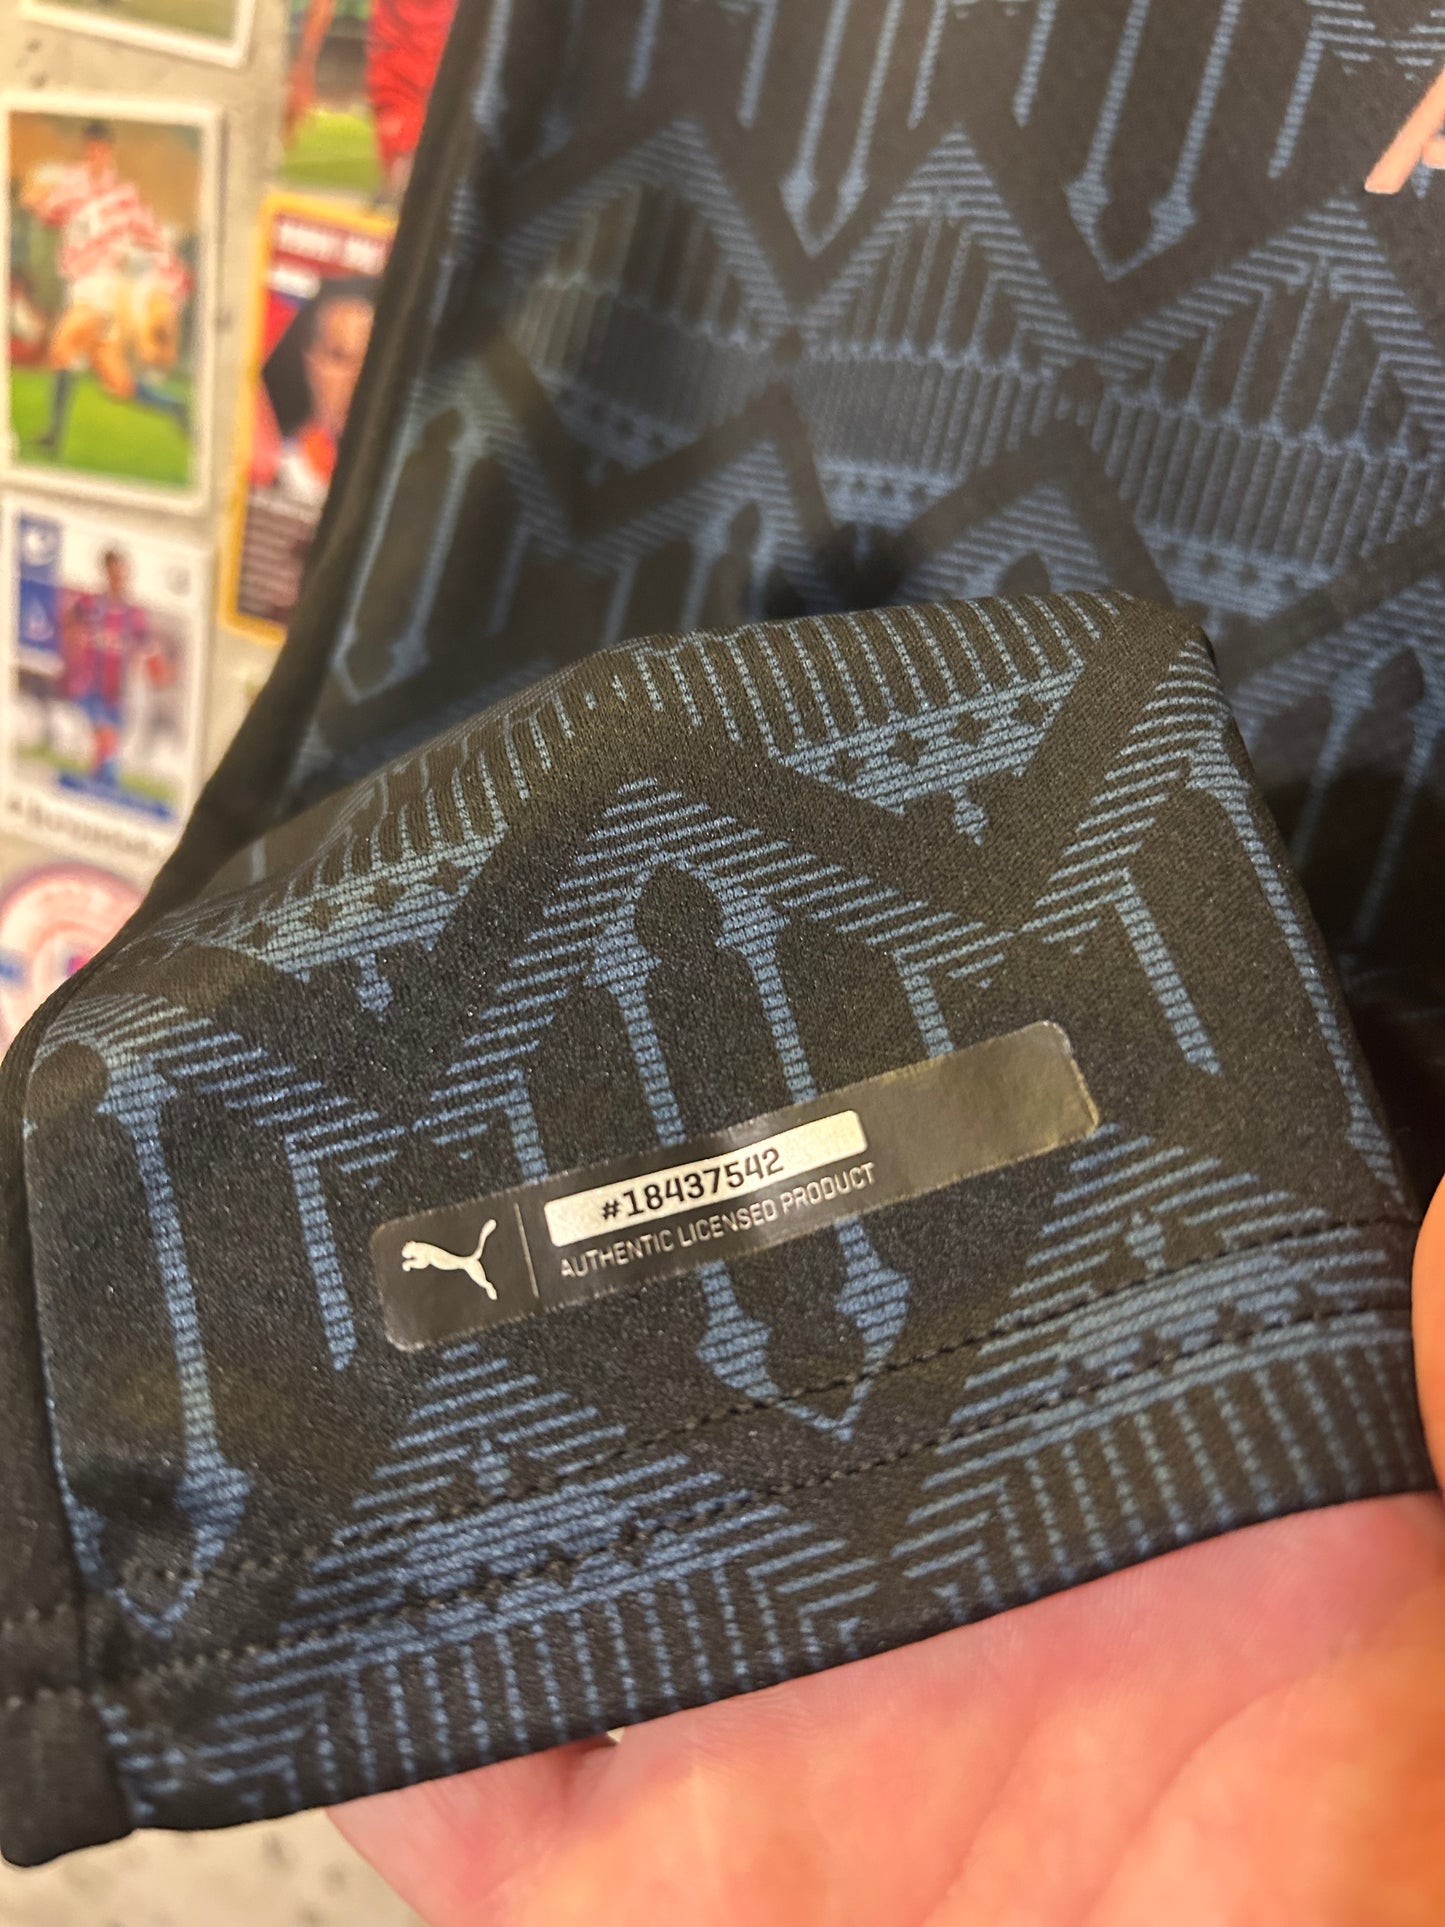 #18437542
AUTHENTIC LICENSED PRODUCT